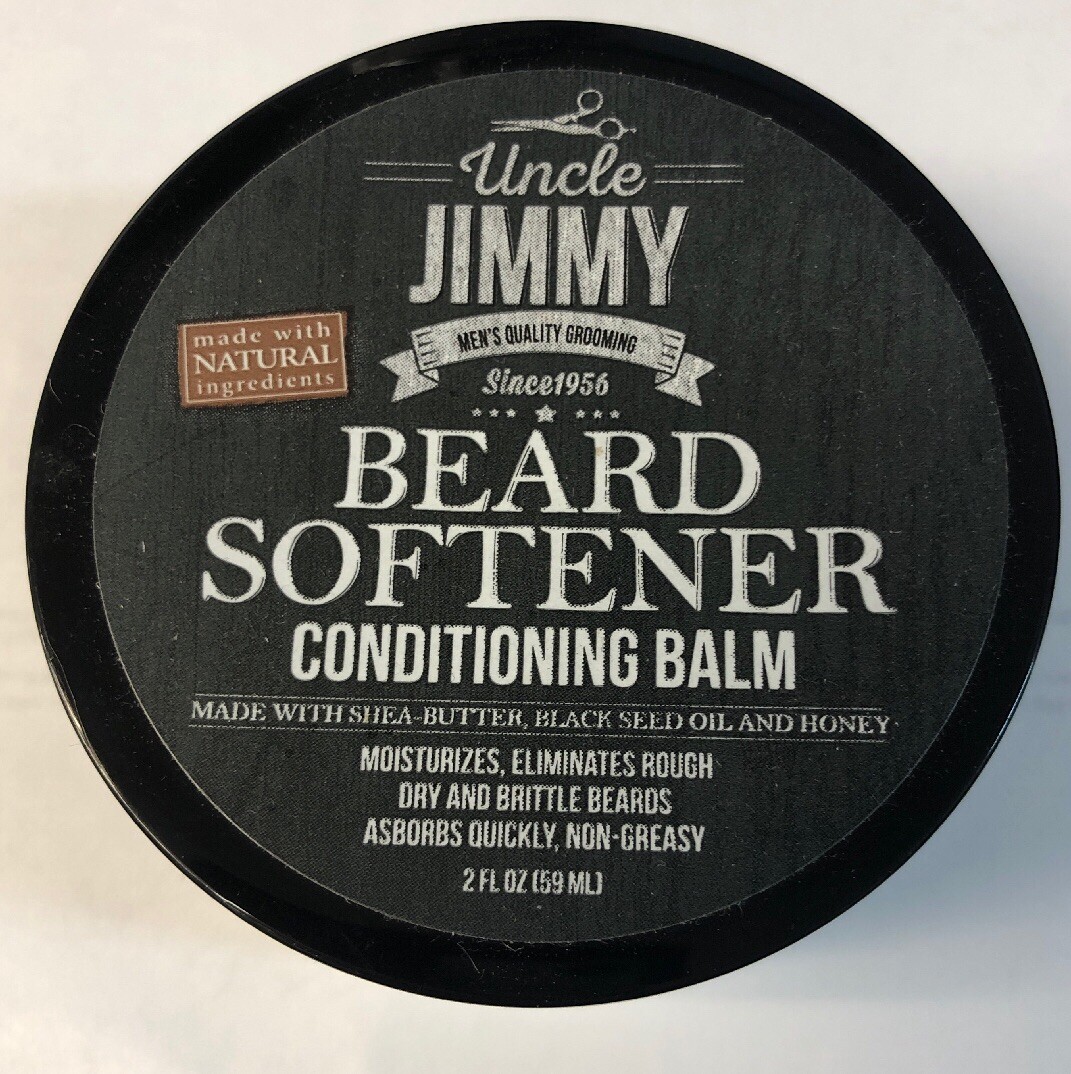 Uncle
JIMMY
MEN'S QUALITY GROOMING
Since1956
made with
NATURAL
ingredients
BEARD
SOFTENER
CONDITIONING BALM
MADE WITH SHEA-BUTTER, BLACK SEED OIL AND HONEY
MOISTURIZES, ELIMINATES ROUGH
DRY AND BRITTLE BEARDS
ASBORBS QUICKLY, NON-GREASY
2 FL OZ (59 ML)